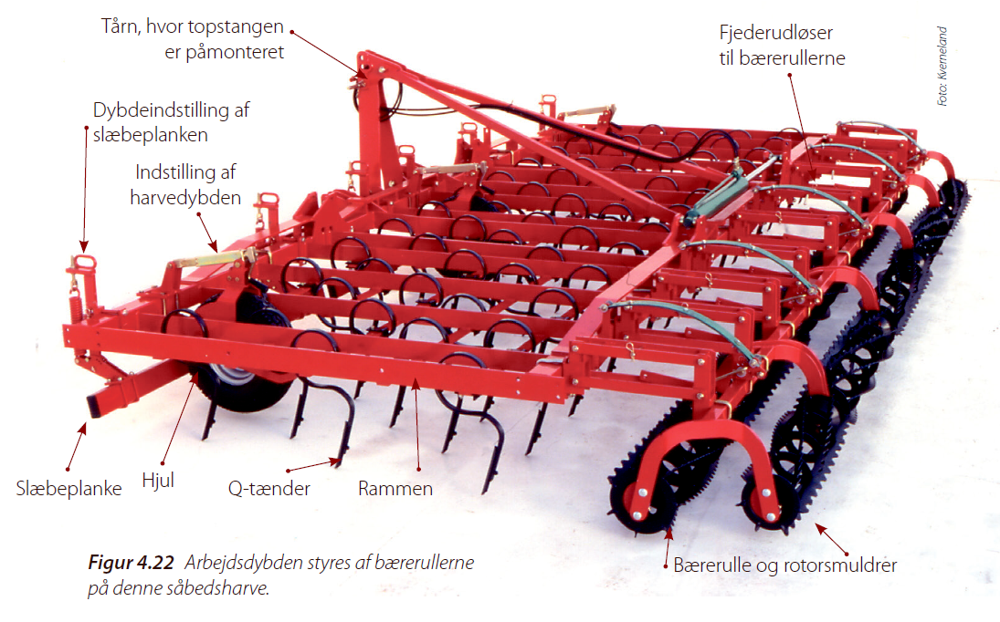 Tårn, hvor topstangen
er påmonteret
Fjederudløser
til bærerullerne
Foto: Kverneland
Dybdeindstilling af
slæbeplanken
Indstilling af
harvedybden
Slæbeplanke
Hjul
Q-tænder
Rammen
Bærerulle og rotorsmuldrer
Figur 4.22 Arbejdsdybden styres af bærerullerne
på denne såbedsharve.